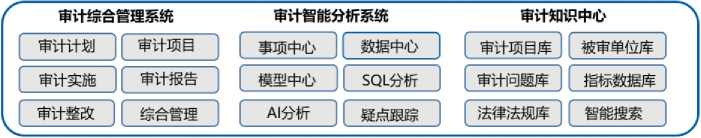 审计综合管理系统 审计智能分析系统 审计知识中心
审计计划 审计项目 事项中心 数据中心 审计项目库 被审单位库
审计实施 审计报告 模型中心 SQL分析 审计问题库 指标数据库
审计整改 综合管理 AI分析 疑点跟踪 法律法规库 智能搜索